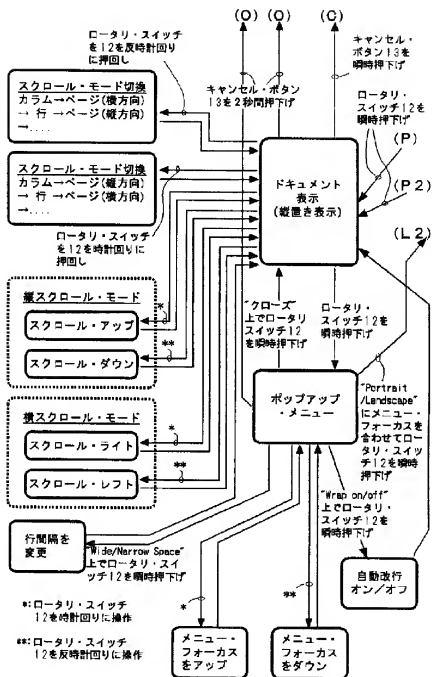 (O)
(O)
(C)
ロータリ・スイッチ
を12を反時計回り
に押回し
キャンセル・
ボタン13を
瞬時押下げ
キャンセル・ボタン
13を2秒間押下げ
スクロール・モード切換
カラム→ページ(横方向)
→ 行 →ページ(縦方向)
→....
ロータリ・
スイッチ12を
瞬時押下げ
(P)
スクロール・モード切換
カラム→ページ(縦方向)
→ 行 →ページ(横方向)
→....
ドキュメント
表示
(縦置き表示)
(P2)
(L2)
ロータリ・スイッチ
を12を時計回りに
押回し
縦スクロール・モード
*
スクロール・アップ
**
スクロール・ダウン
"クローズ"
上でロータリ
スイッチ12
を瞬時押下げ
ロータリ・
スイッチ12を
瞬時押下げ
横スクロール・モード
*
スクロール・ライト
**
スクロール・レフト
ポップアップ
・メニュー
"Portrait
/Landscape"
にメニュー・
フォーカスを
合わせてロー
タリ・スイッ
チ12を瞬時
押下げ
行間隔を
変更
"Wide/Narrow Space"
上でロータリ・スイ
ッチ12を瞬時押下げ
"Wrap on/off"
上でロータリ・
スイッチ12を
瞬時押下げ
自動改行
オン/オフ
*:ロータリ・スイッチ
12を時計回りに操作
**:ロータリ・スイッチ
12を反時計回りに操作
*
**
メニュー・
フォーカス
をアップ
メニュー・
フォーカス
をダウン